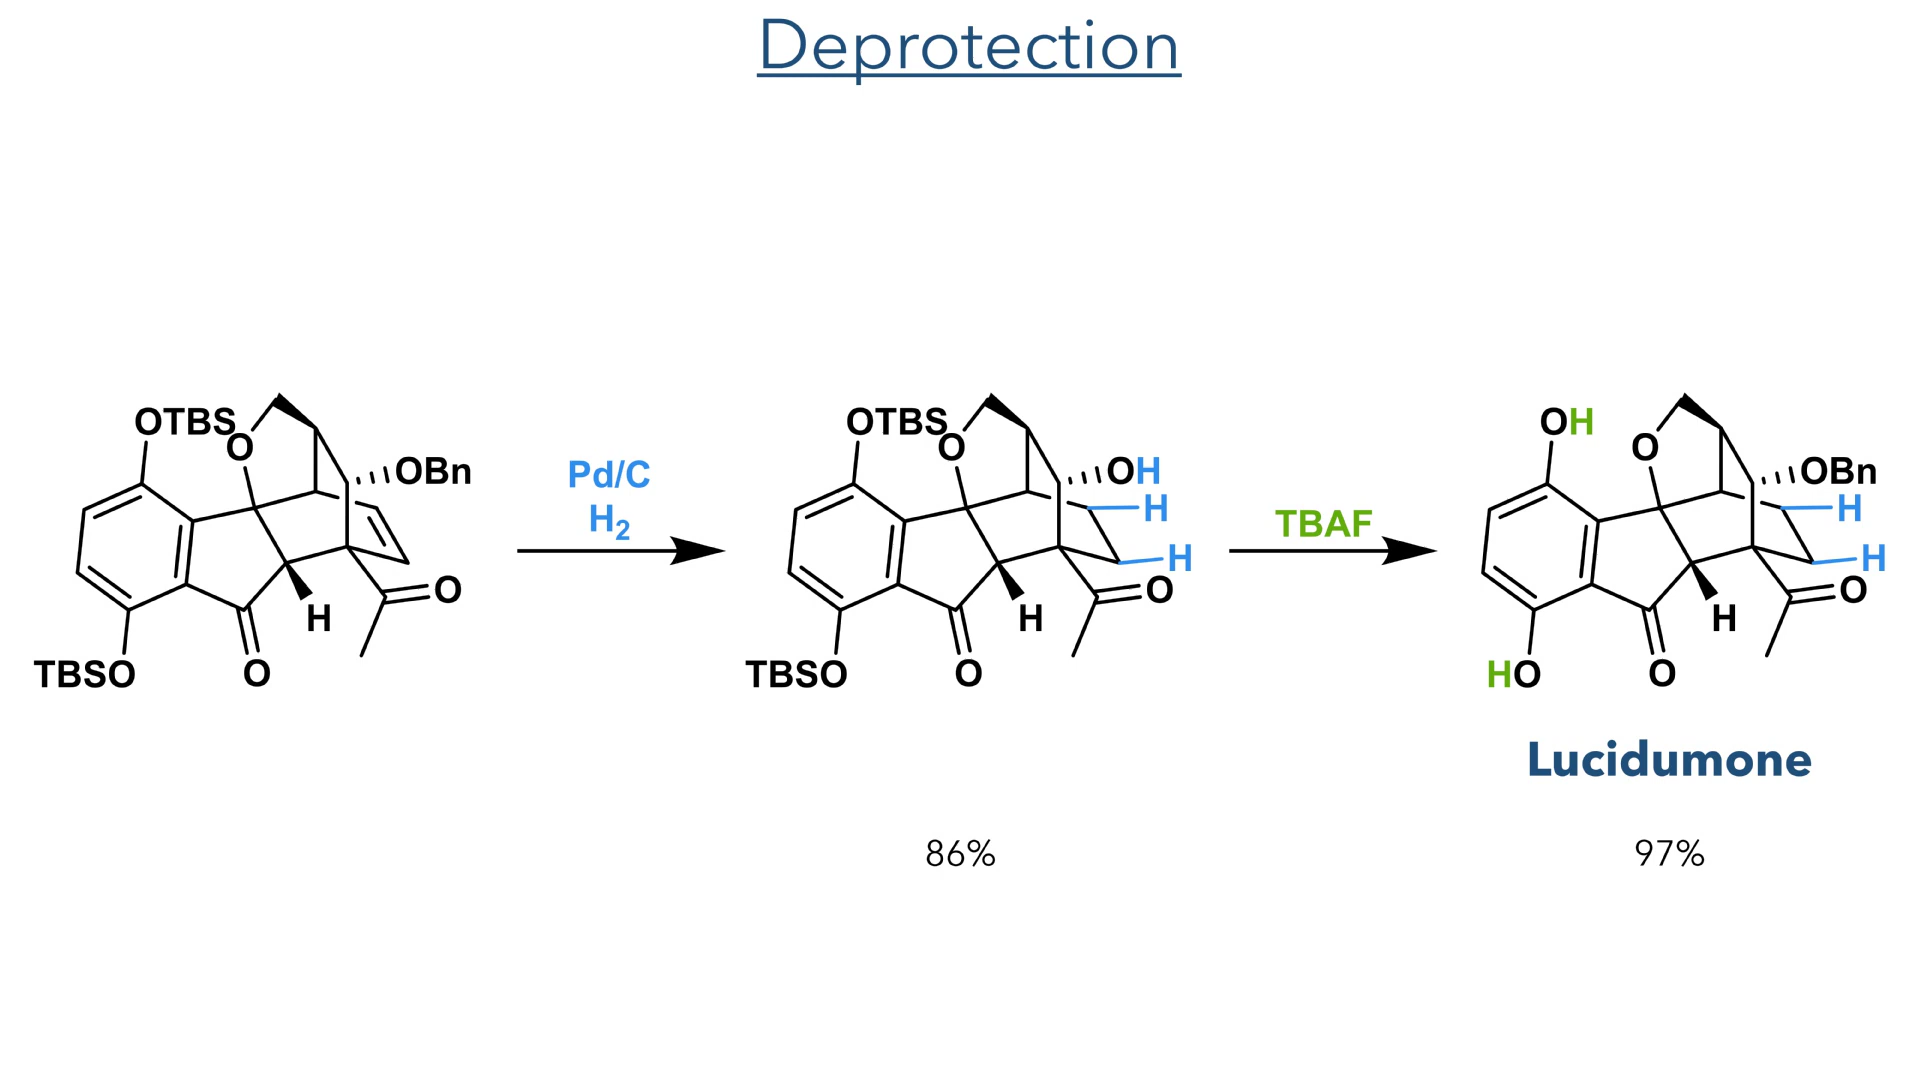 Deprotection
OTBS
O
OBn
H
O
O
TBSO
Pd/C
H2
OTBS
O
OH
H
H
O
H
O
TBSO
TBAF
OH
O
OBn
H
H
O
H
O
HO
Lucidumone
86%
97%